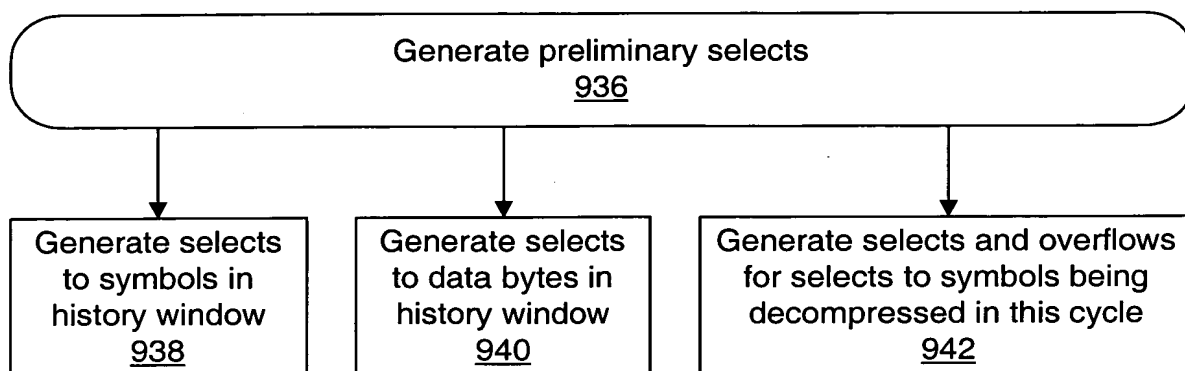 Generate preliminary selects
936
Generate selects
to symbols in
history window
938
Generate selects
to data bytes in
history window
940
Generate selects and overflows
for selects to symbols being
decompressed in this cycle
942